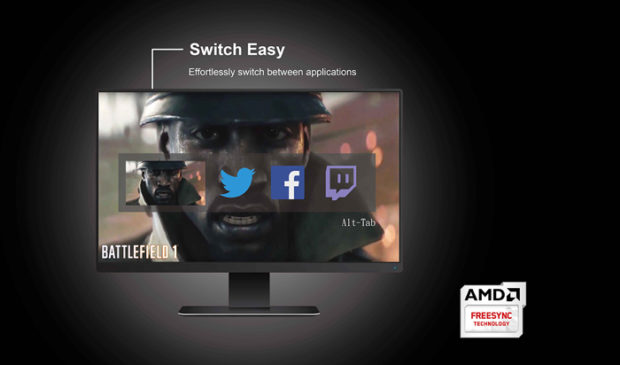 Switch Easy
Effortlessly switch between applications
Alt-Tab
BATTLEFIELD 1
AMD
FREESYNC
TECHNOLOGY